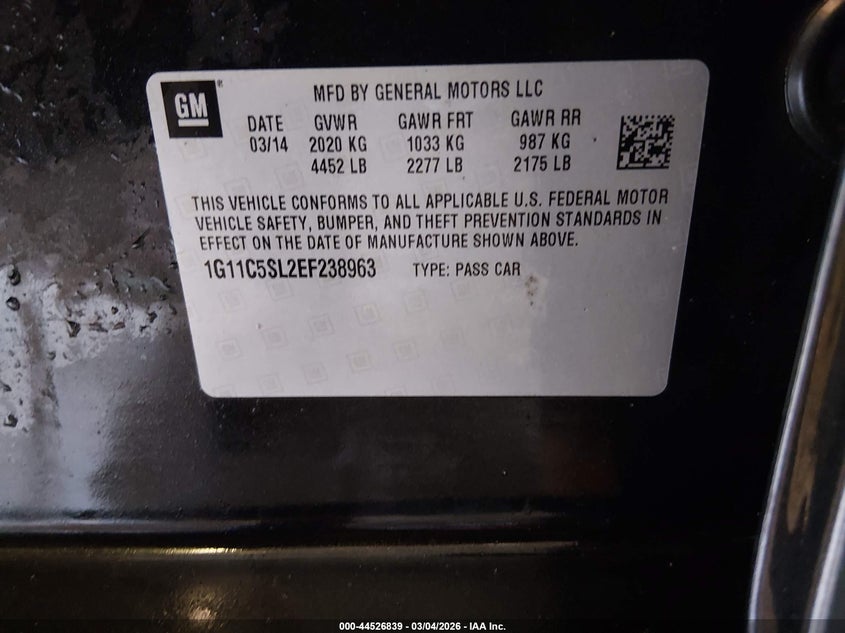 GM
MFD BY GENERAL MOTORS LLC
DATE GVWR GAWR FRT GAWR RR
03/14 2020 KG 1033 KG 987 KG
4452 LB 2277 LB 2175 LB
THIS VEHICLE CONFORMS TO ALL APPLICABLE U.S. FEDERAL MOTOR
VEHICLE SAFETY, BUMPER, AND THEFT PREVENTION STANDARDS IN
EFFECT ON THE DATE OF MANUFACTURE SHOWN ABOVE.
1G11C5SL2EF238963 TYPE: PASS CAR
000-44526839 - 03/04/2026 - IAA Inc.